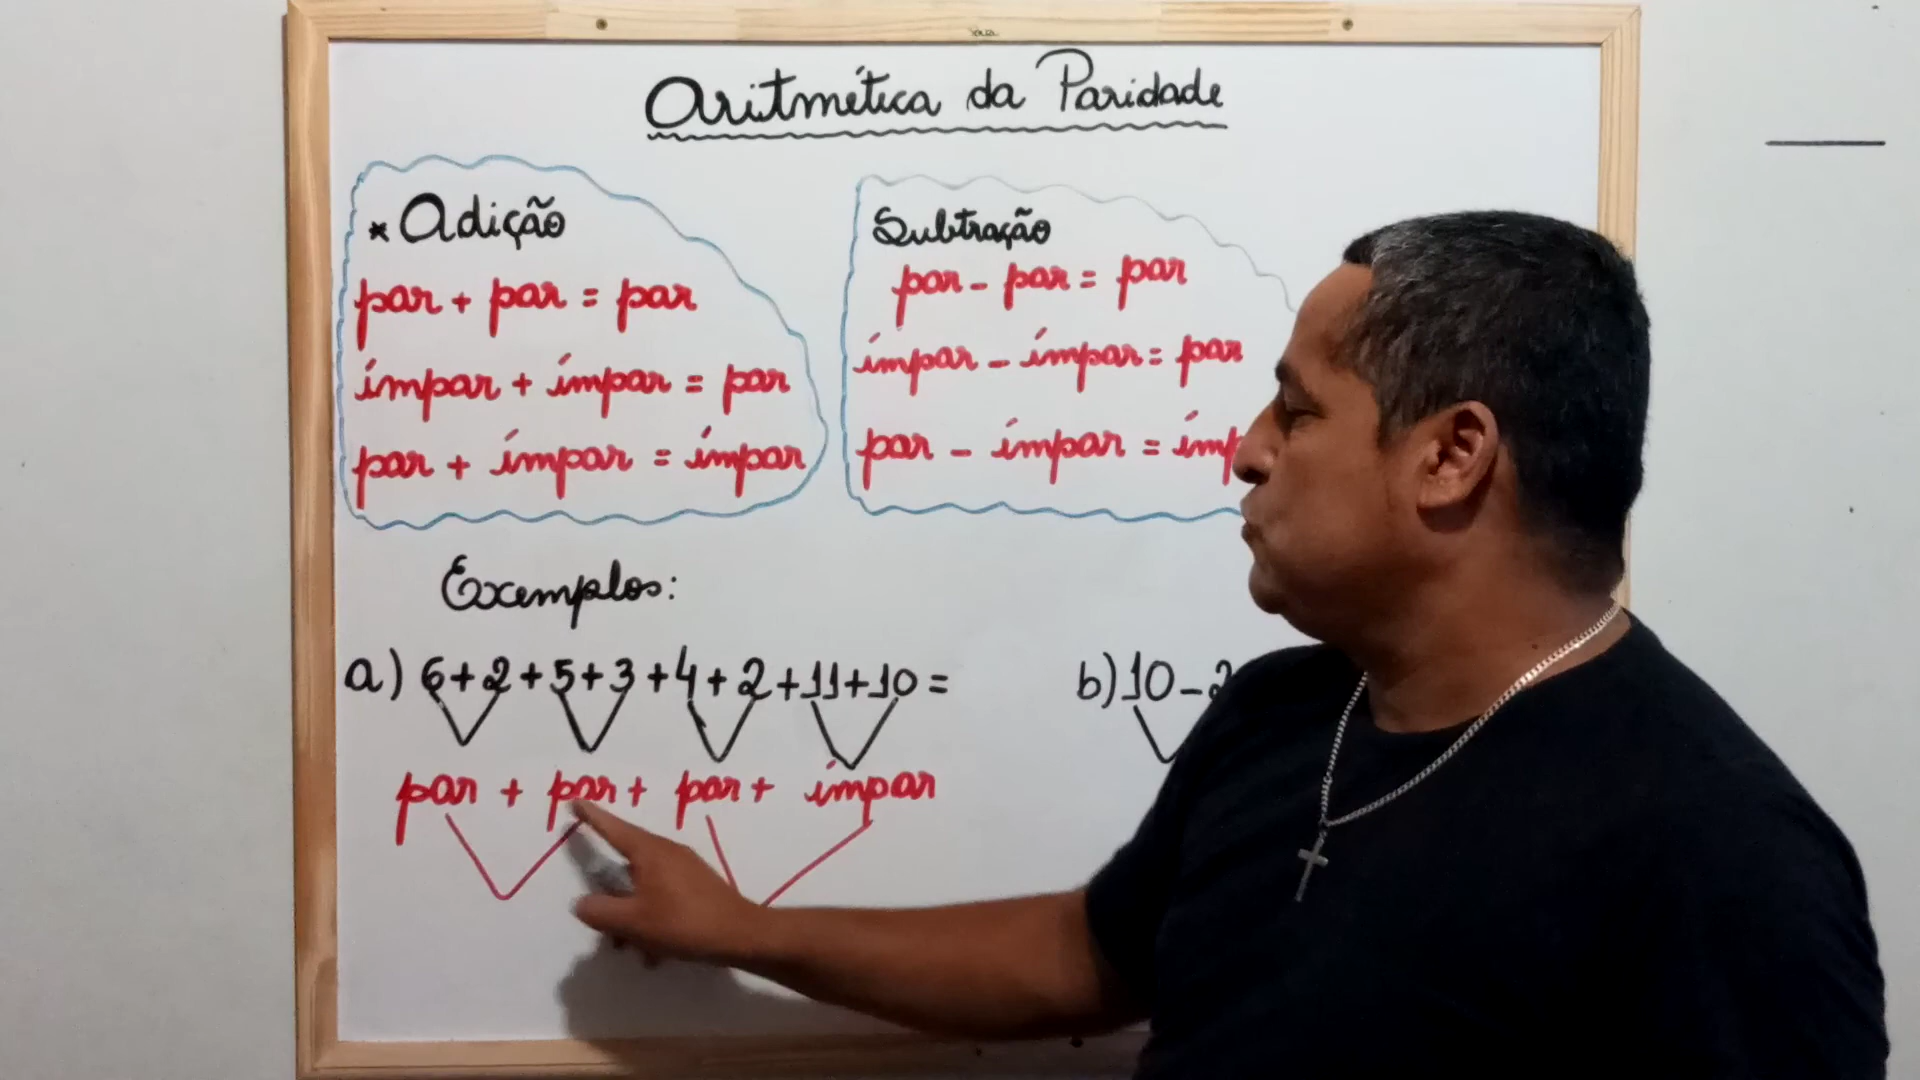 Aritmética da Paridade
* Adição
par + par = par
ímpar + ímpar = par
par + ímpar = ímpar
Subtração
par - par = par
ímpar - ímpar = par
par - ímpar = ímp
Exemplos:
a) 6+2+5+3+4+2+11+10=
par + par + par + ímpar
b) 10-2